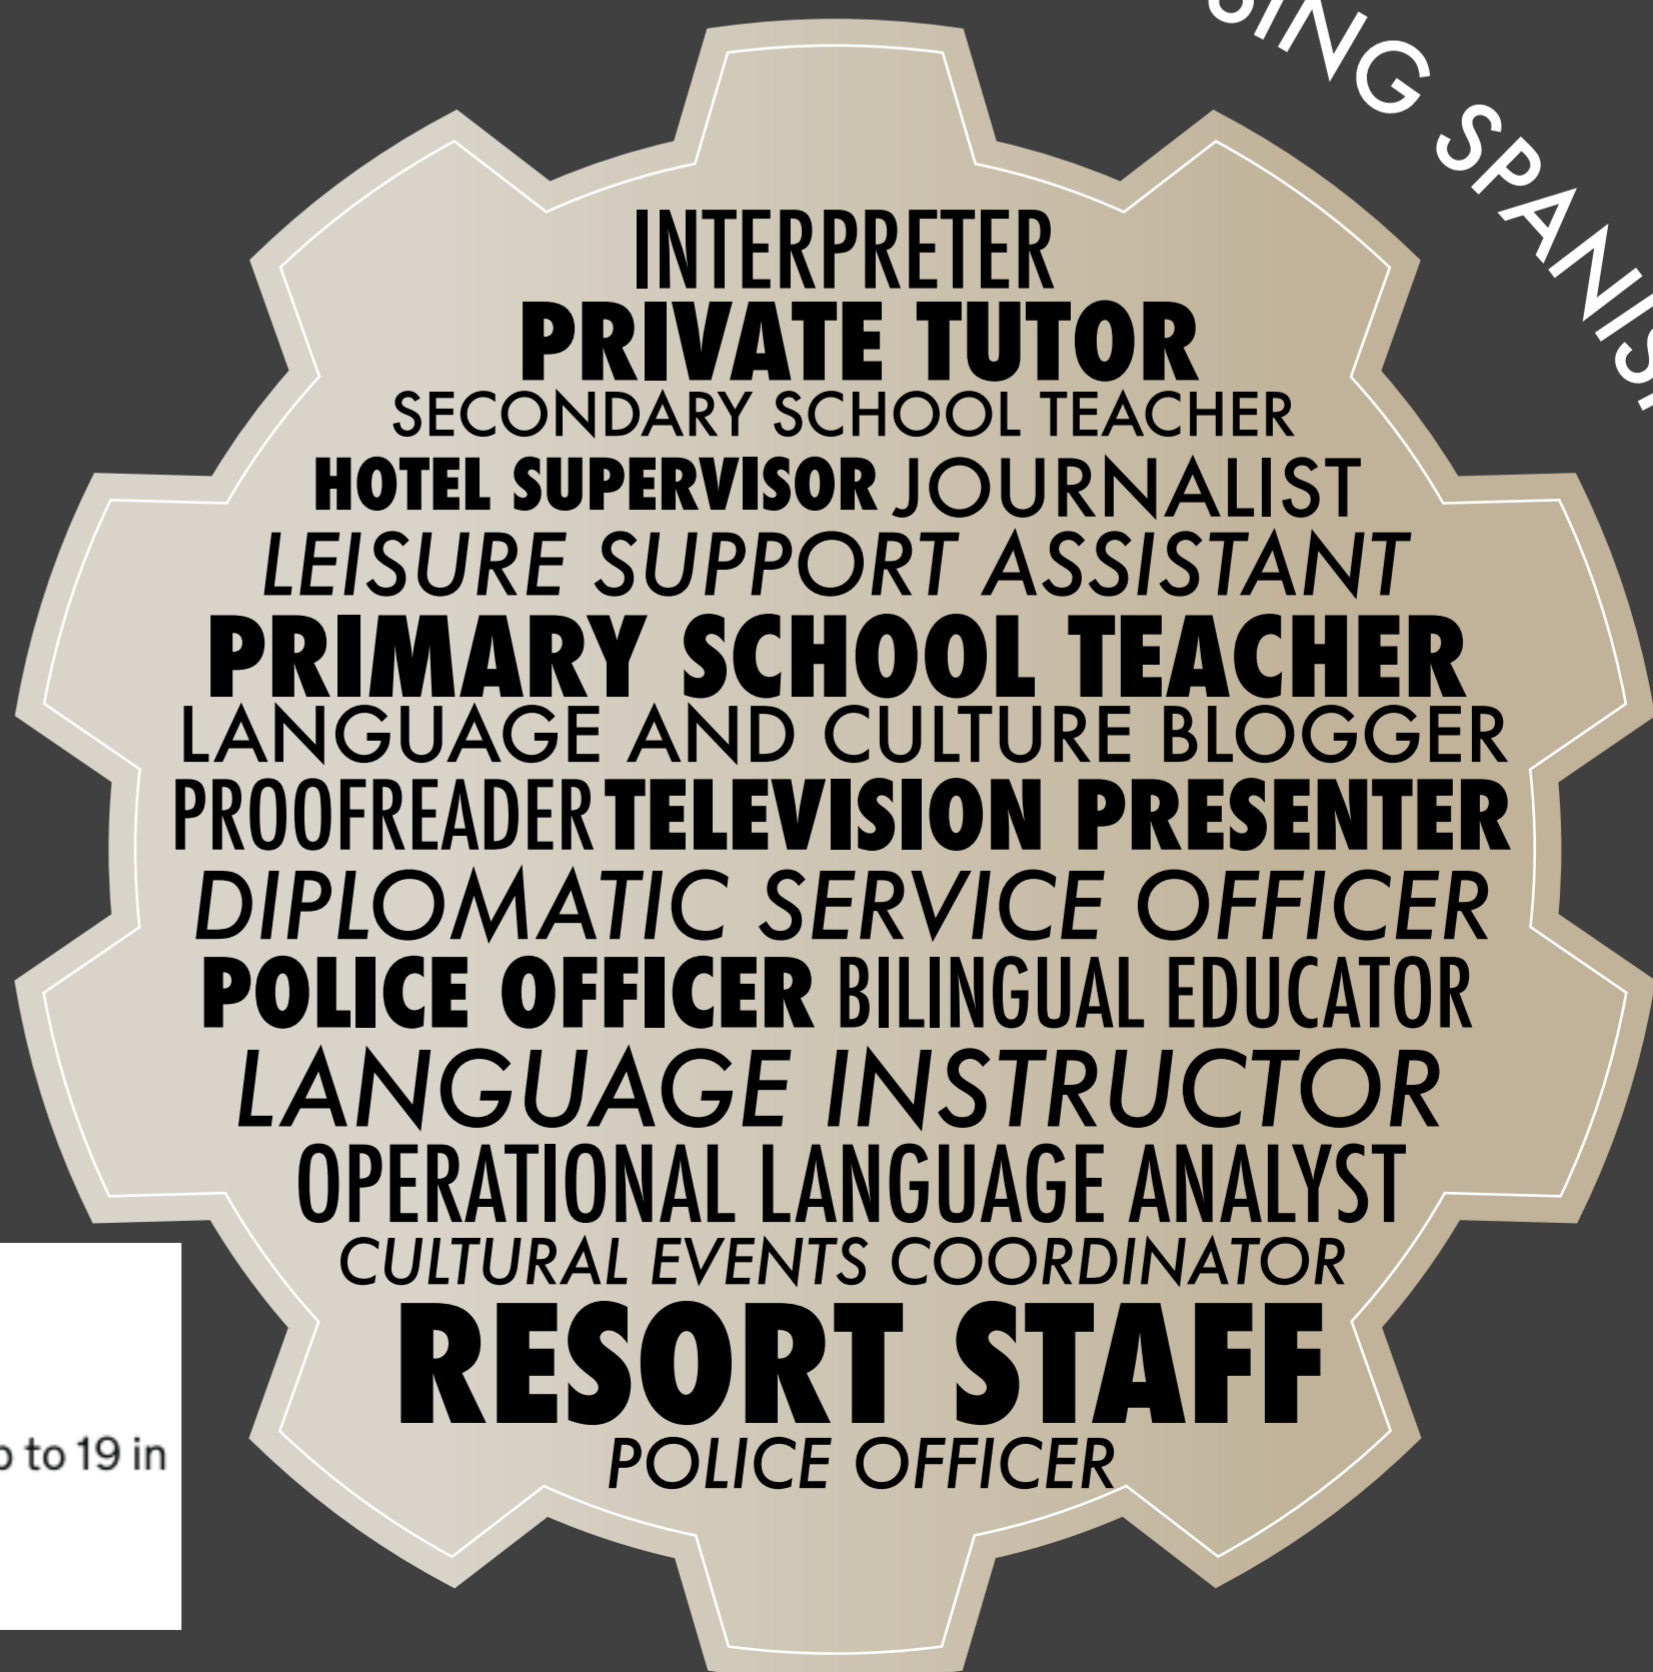 SING SPANIS
INTERPRETER
PRIVATE TUTOR
SECONDARY SCHOOL TEACHER
HOTEL SUPERVISOR JOURNALIST
LEISURE SUPPORT ASSISTANT
PRIMARY SCHOOL TEACHER
LANGUAGE AND CULTURE BLOGGER
PROOFREADER TELEVISION PRESENTER
DIPLOMATIC SERVICE OFFICER
POLICE OFFICER BILINGUAL EDUCATOR
LANGUAGE INSTRUCTOR
OPERATIONAL LANGUAGE ANALYST
CULTURAL EVENTS COORDINATOR
RESORT STAFF
POLICE OFFICER
to 19 in